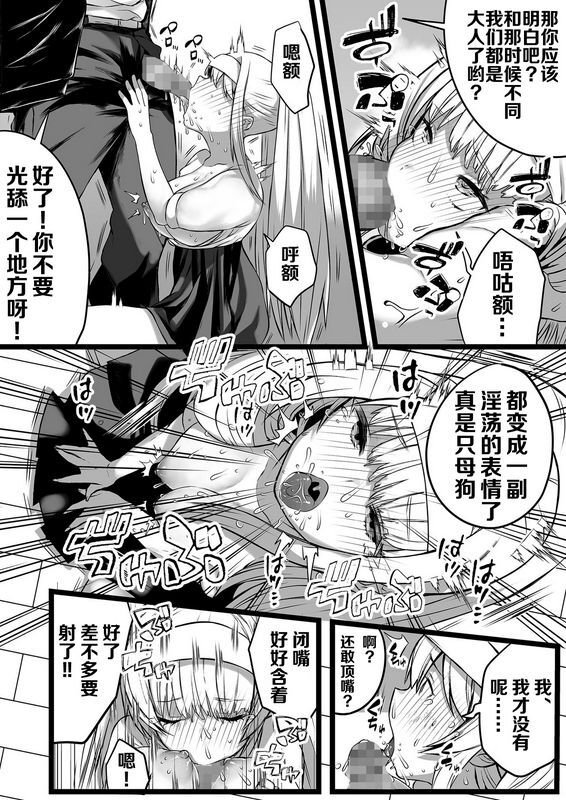 那你应该
明白吧?
和那时候不同
我们都是
大人了哟?
唔咕额…
嗯额
呼额
好了!你不要
光舔一个地方呀!
都变成一副
淫荡的表情了
真是只母狗
我、
我才没有
呢……
啊?
还敢顶嘴?
闭嘴
好好含着
嗯!
好了
差不多要
射了!!